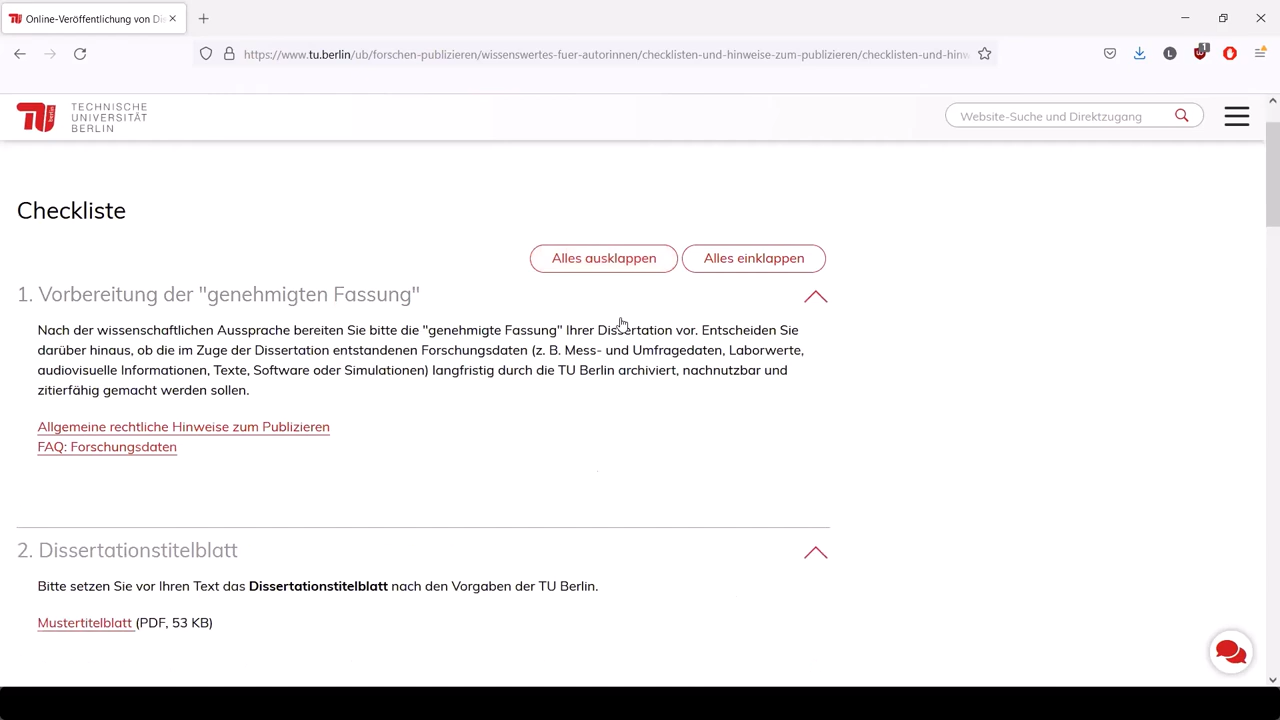 Online-Veröffentlichung von Di
https://www.tu.berlin/ub/forschen-publizieren/wissenswertes-fuer-autorinnen/checklisten-und-hinweise-zum-publizieren/checklisten-und-hinw
TECHNISCHE
UNIVERSITÄT
BERLIN
Website-Suche und Direktzugang
Checkliste
Alles ausklappen
Alles einklappen
1. Vorbereitung der "genehmigten Fassung"
Nach der wissenschaftlichen Aussprache bereiten Sie bitte die "genehmigte Fassung" Ihrer Dissertation vor. Entscheiden Sie
darüber hinaus, ob die im Zuge der Dissertation entstandenen Forschungsdaten (z. B. Mess- und Umfragedaten, Laborwerte,
audiovisuelle Informationen, Texte, Software oder Simulationen) langfristig durch die TU Berlin archiviert, nachnutzbar und
zitierfähig gemacht werden sollen.
Allgemeine rechtliche Hinweise zum Publizieren
FAQ: Forschungsdaten
2. Dissertationstitelblatt
Bitte setzen Sie vor Ihren Text das Dissertationstitelblatt nach den Vorgaben der TU Berlin.
Mustertitelblatt (PDF, 53 KB)